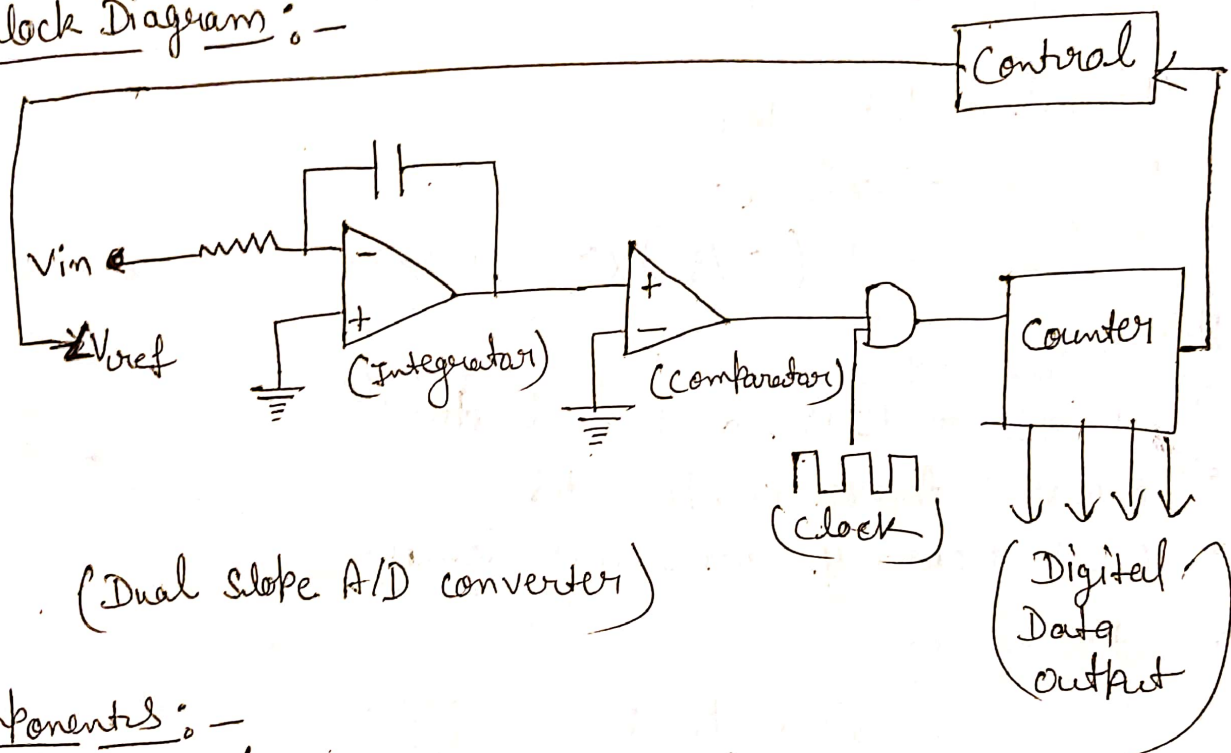 lock Diagram :-
Control
Vin
-
+
Vref
(Integrator)
+
-
(Comparator)
Counter
(Clock)
(Dual Slope A/D converter)
(Digital
Data
output)
ponents :-